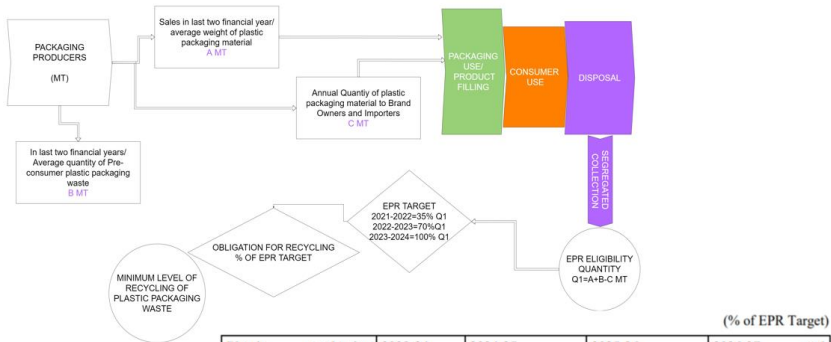 Sales in last two financial year/
average weight of plastic
packaging material
A MT
PACKAGING
PRODUCERS
(MT)
PACKAGING
USE/
PRODUCT
FILLING
CONSUMER
USE
DISPOSAL
Annual Quantiy of plastic
packaging material to Brand
Owners and Importers
C MT
In last two financial years/
Average quantity of Pre-
consumer plastic packaging
waste
B MT
SEGREGATED
COLLECTION
EPR TARGET
2021-2022=35% Q1
2022-2023=70%Q1
2023-2024=100% Q1
OBLIGATION FOR RECYCLING
% OF EPR TARGET
EPR ELIGIBILITY
QUANTITY
Q1=A+B-C MT
MINIMUM LEVEL OF
RECYCLING OF
PLASTIC PACKAGING
WASTE
(% of EPR Target)